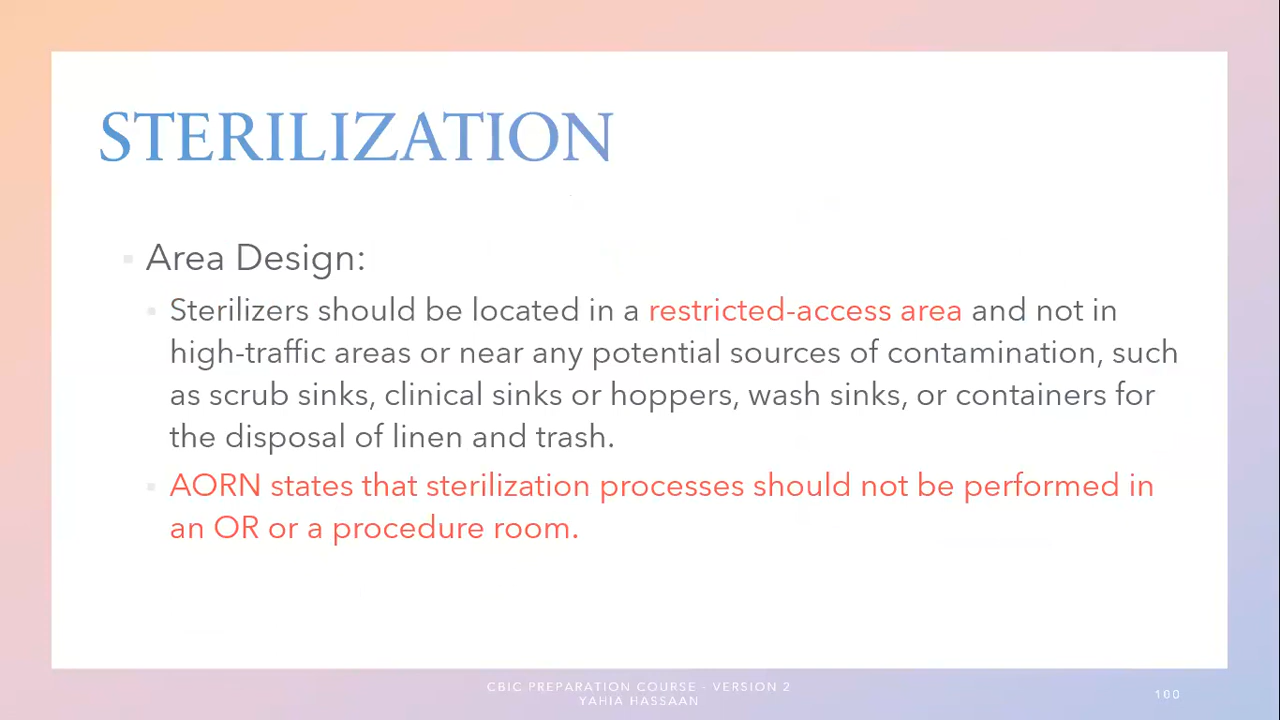 STERILIZATION
Area Design:
Sterilizers should be located in a restricted-access area and not in
high-traffic areas or near any potential sources of contamination, such
as scrub sinks, clinical sinks or hoppers, wash sinks, or containers for
the disposal of linen and trash.
AORN states that sterilization processes should not be performed in
an OR or a procedure room.
CBIC PREPARATION COURSE - VERSION 2
YAHIA HASSAAN
160